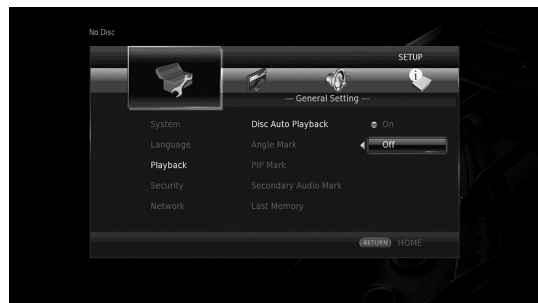 No Disc
SETUP
--- General Setting ---
System Disc Auto Playback On
Language Angle Mark Off
Playback PIP Mark
Security Secondary Audio Mark
Network Last Memory
RETURN HOME